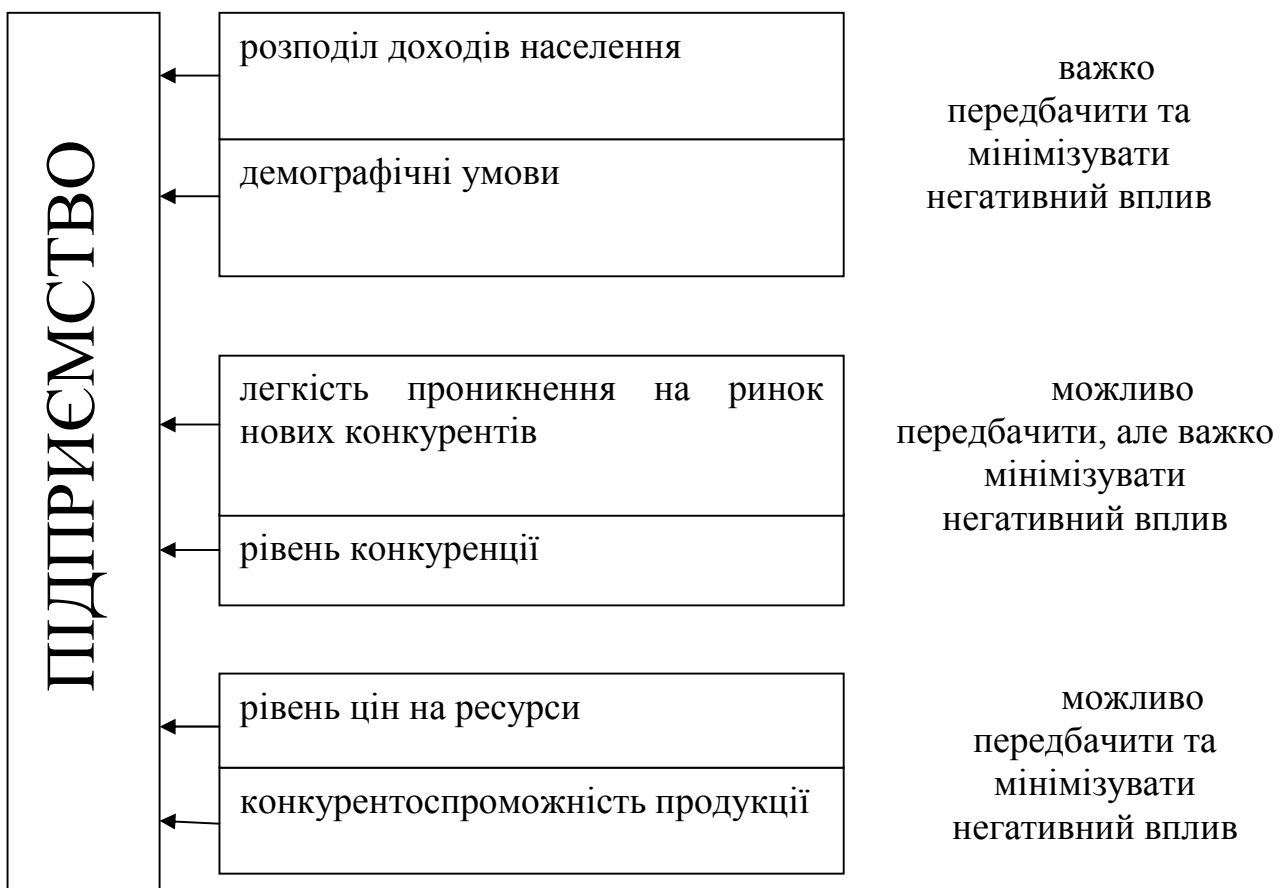 ПІДПРИЄМСТВО
розподіл доходів населення
демографічні умови
важко
передбачити та
мінімізувати
негативний вплив
легкість проникнення на ринок
нових конкурентів
рівень конкуренції
можливо
передбачити, але важко
мінімізувати
негативний вплив
рівень цін на ресурси
конкурентоспроможність продукції
можливо
передбачити та
мінімізувати
негативний вплив